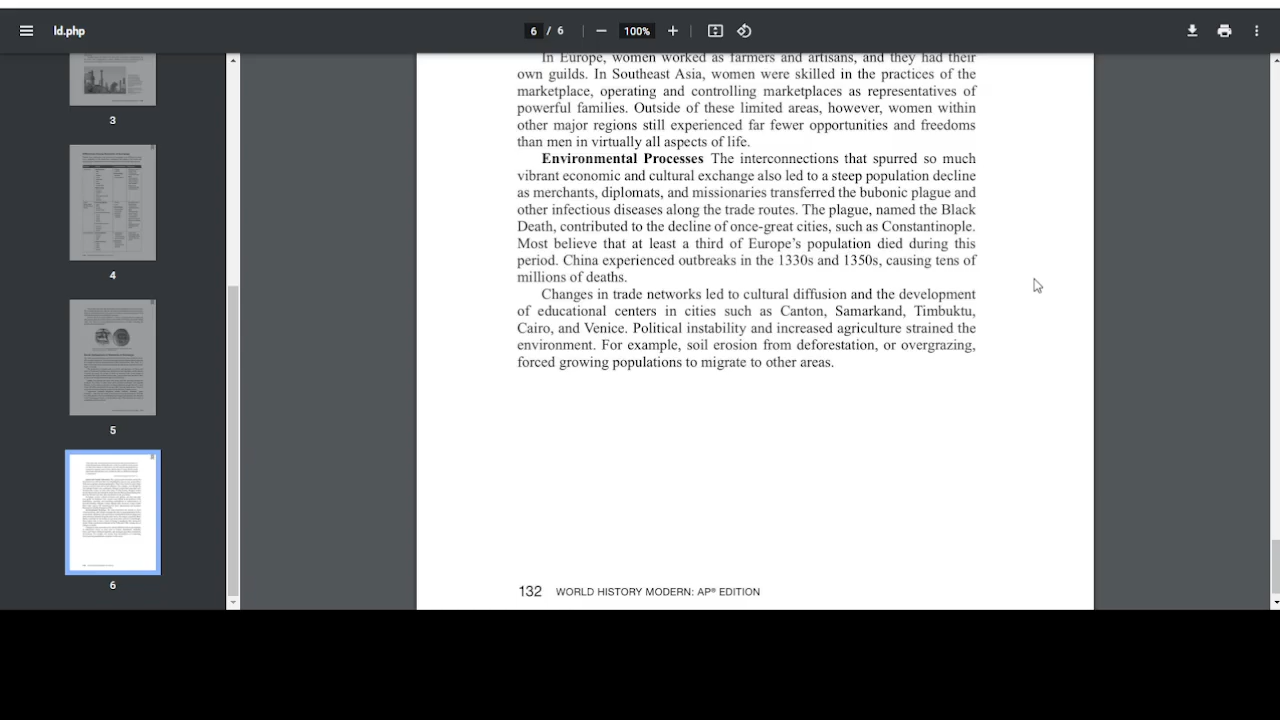 ld.php
6 / 6
100%
In Europe, women worked as farmers and artisans, and they had their
own guilds. In Southeast Asia, women were skilled in the practices of the
marketplace, operating and controlling marketplaces as representatives of
powerful families. Outside of these limited areas, however, women within
other major regions still experienced far fewer opportunities and freedoms
than men in virtually all aspects of life.
Environmental Processes The interconnections that spurred so much
vibrant economic and cultural exchange also led to a steep population decline
as merchants, diplomats, and missionaries transferred the bubonic plague and
other infectious diseases along the trade routes. The plague, named the Black
Death, contributed to the decline of once-great cities, such as Constantinople.
Most believe that at least a third of Europe's population died during this
period. China experienced outbreaks in the 1330s and 1350s, causing tens of
millions of deaths.
Changes in trade networks led to cultural diffusion and the development
of educational centers in cities such as Canton, Samarkand, Timbuktu,
Cairo, and Venice. Political instability and increased agriculture strained the
environment. For example, soil erosion from deforestation, or overgrazing,
forced growing populations to migrate to other areas.
132 WORLD HISTORY MODERN: AP® EDITION
3
4
5
6